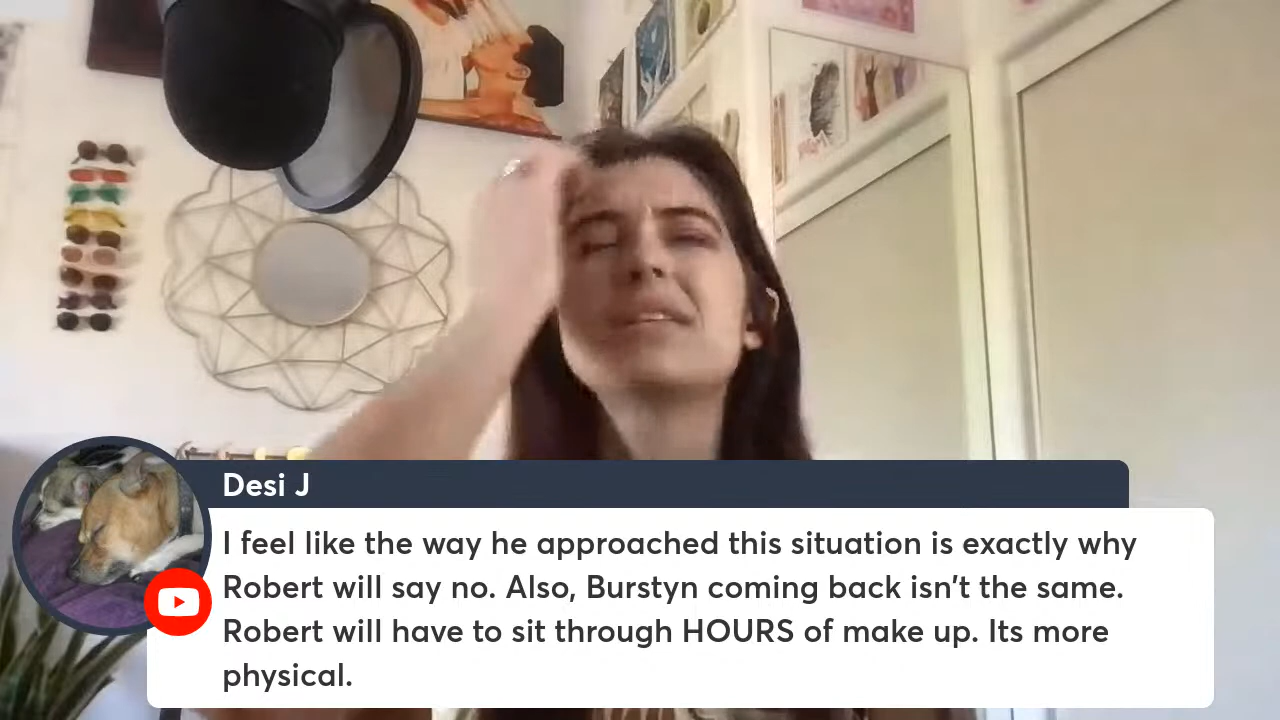 Desi J
I feel like the way he approached this situation is exactly why
Robert will say no. Also, Burstyn coming back isn't the same.
Robert will have to sit through HOURS of make up. Its more
physical.